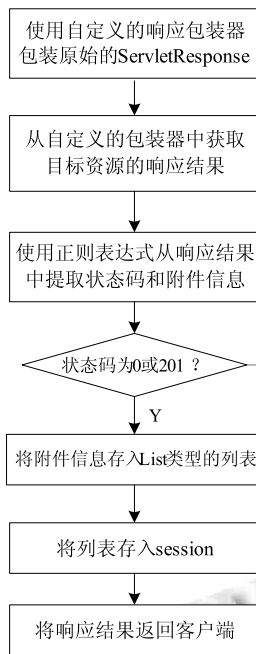 使用自定义的响应包装器
包装原始的ServletResponse
从自定义的包装器中获取
目标资源的响应结果
使用正则表达式从响应结果
中提取状态码和附件信息
状态码为0或201 ？
Y
将附件信息存入List类型的列表
将列表存入session
将响应结果返回客户端